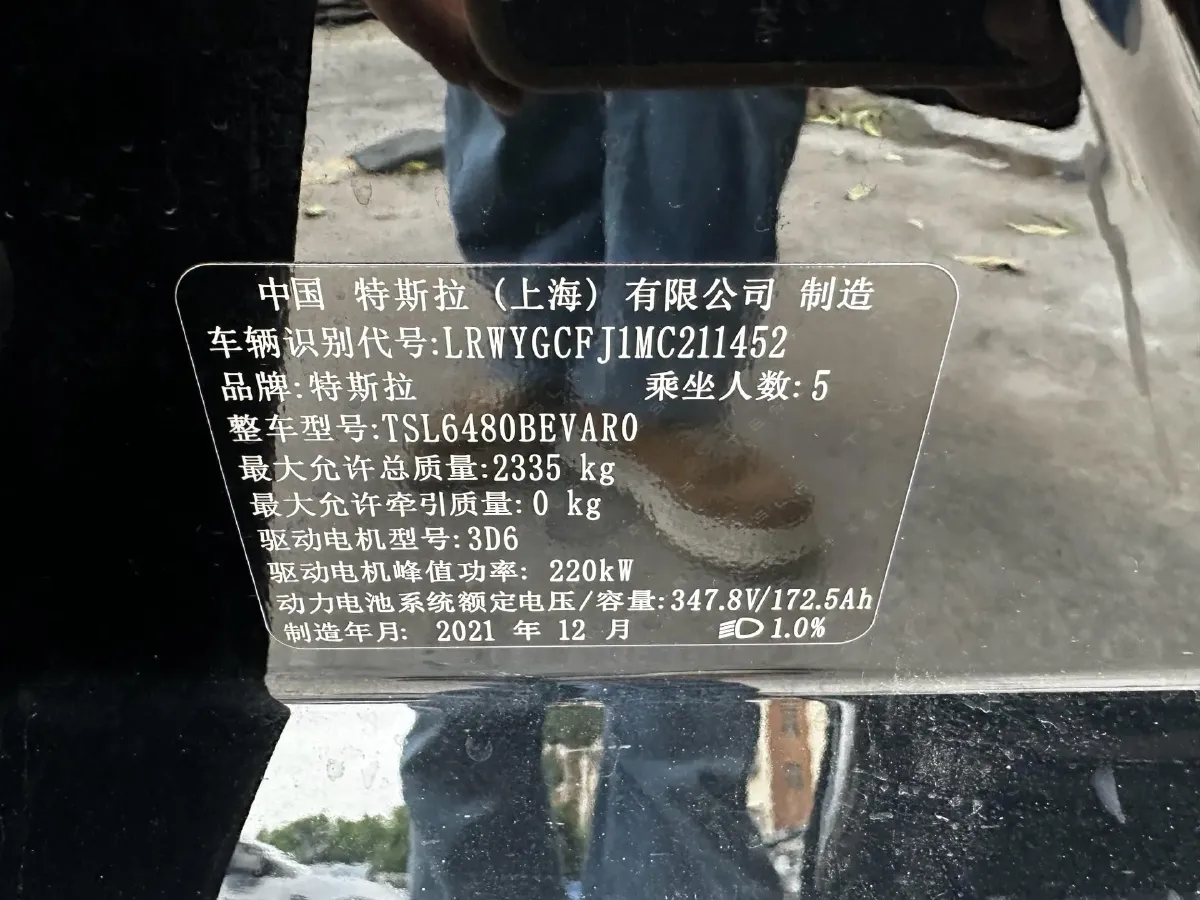 中国 特斯拉 (上海) 有限公司 制造
车辆识别代号:LRWYGCFJ1MC211452
品牌:特斯拉 乘坐人数:5
整车型号:TSL6480BEVAR0
最大允许总质量:2335 kg
最大允许牵引质量:0 kg
驱动电机型号:3D6
驱动电机峰值功率: 220kW
动力电池系统额定电压/容量:347.8V/172.5Ah
制造年月: 2021 年 12 月 1.0%